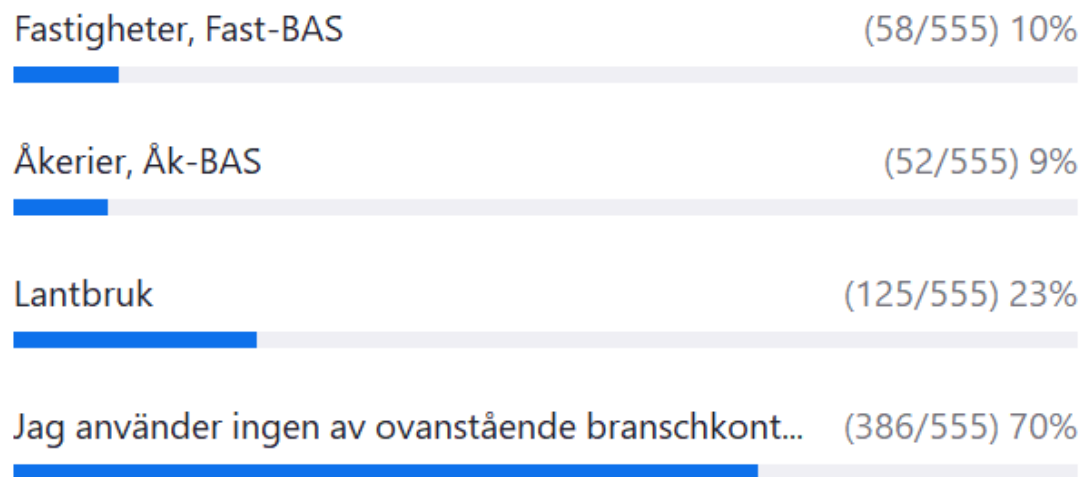 Fastigheter, Fast-BAS (58/555) 10%
Åkerier, Åk-BAS (52/555) 9%
Lantbruk (125/555) 23%
Jag använder ingen av ovanstående branschkont... (386/555) 70%